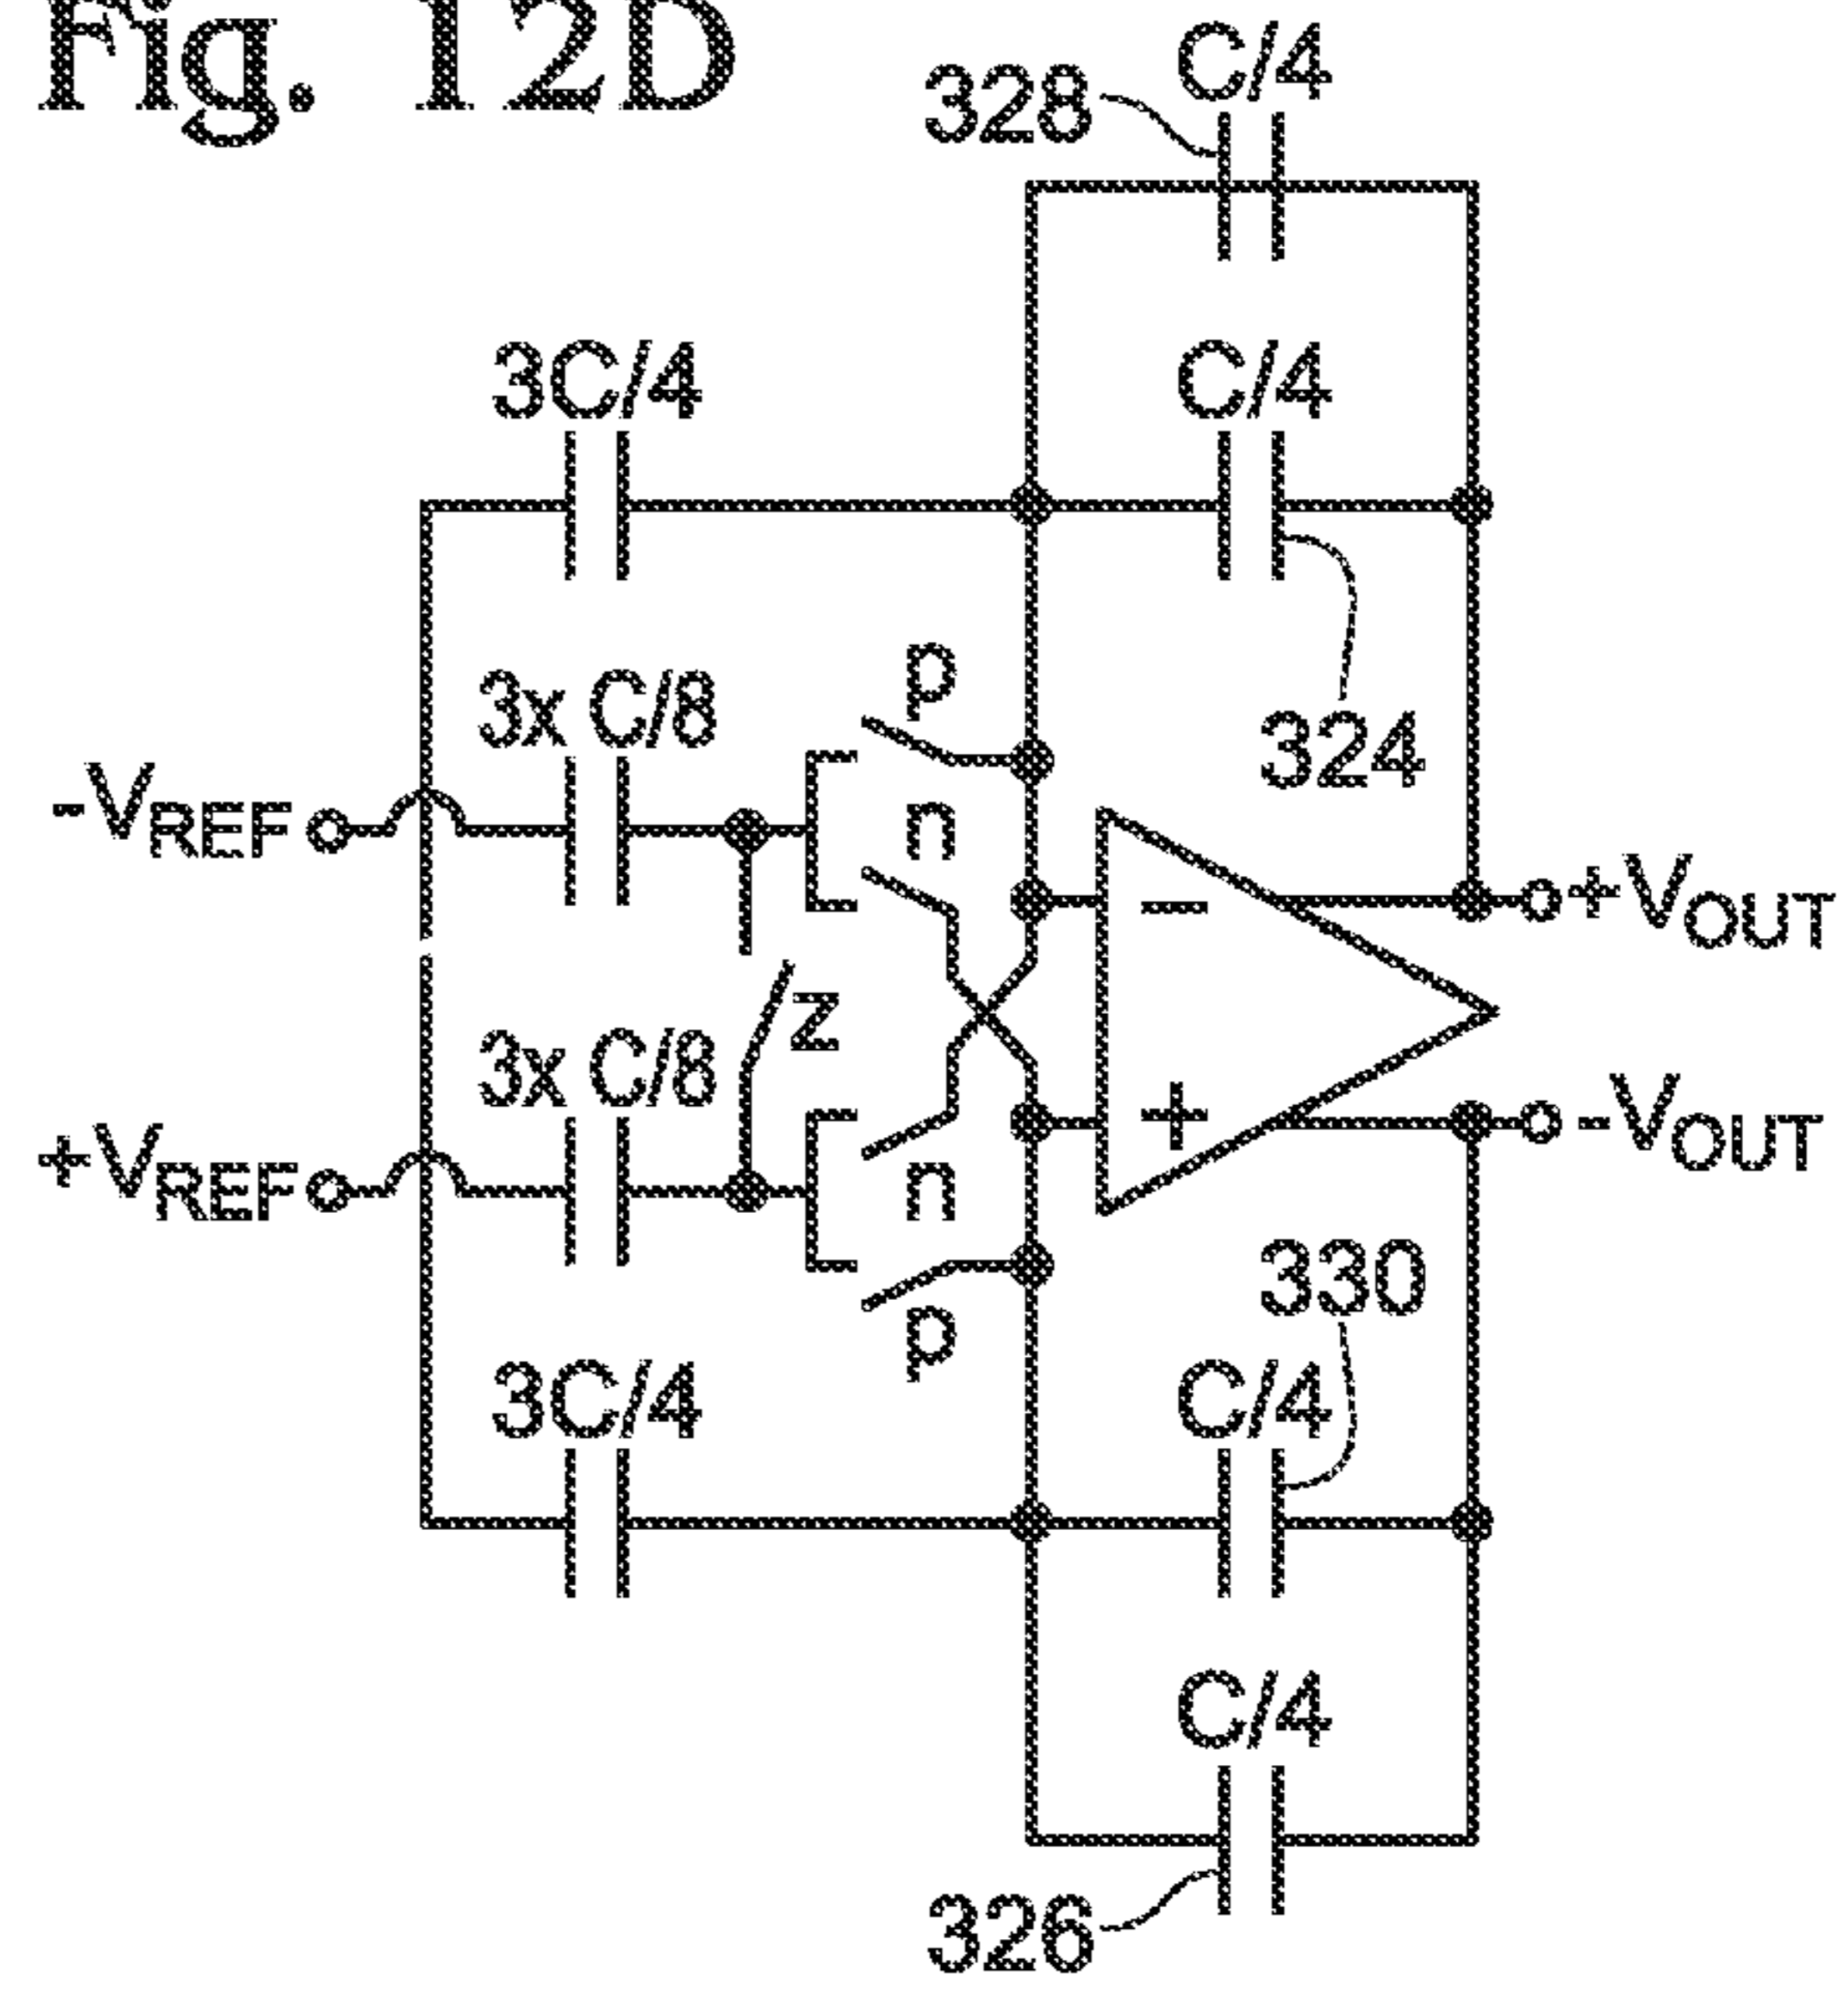 Fig. 12D
C/4
328
3C/4
C/4
324
3x C/8
p
n
-VREF
-
+VOUT
z
3x C/8
+
-VOUT
+VREF
n
p
330
3C/4
C/4
C/4
326